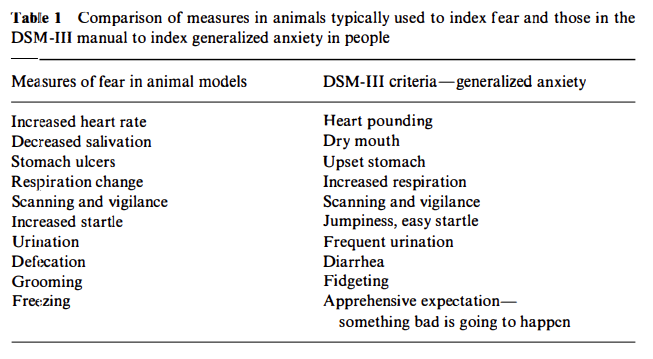 Table 1 Comparison of measures in animals typically used to index fear and those in the
DSM-III manual to index generalized anxiety in people
Measures of fear in animal models DSM-III criteria—generalized anxiety
Increased heart rate Heart pounding
Decreased salivation Dry mouth
Stomach ulcers Upset stomach
Respiration change Increased respiration
Scanning and vigilance Scanning and vigilance
Increased startle Jumpiness, easy startle
Urination Frequent urination
Defecation Diarrhea
Grooming Fidgeting
Freezing Apprehensive expectation—
something bad is going to happen